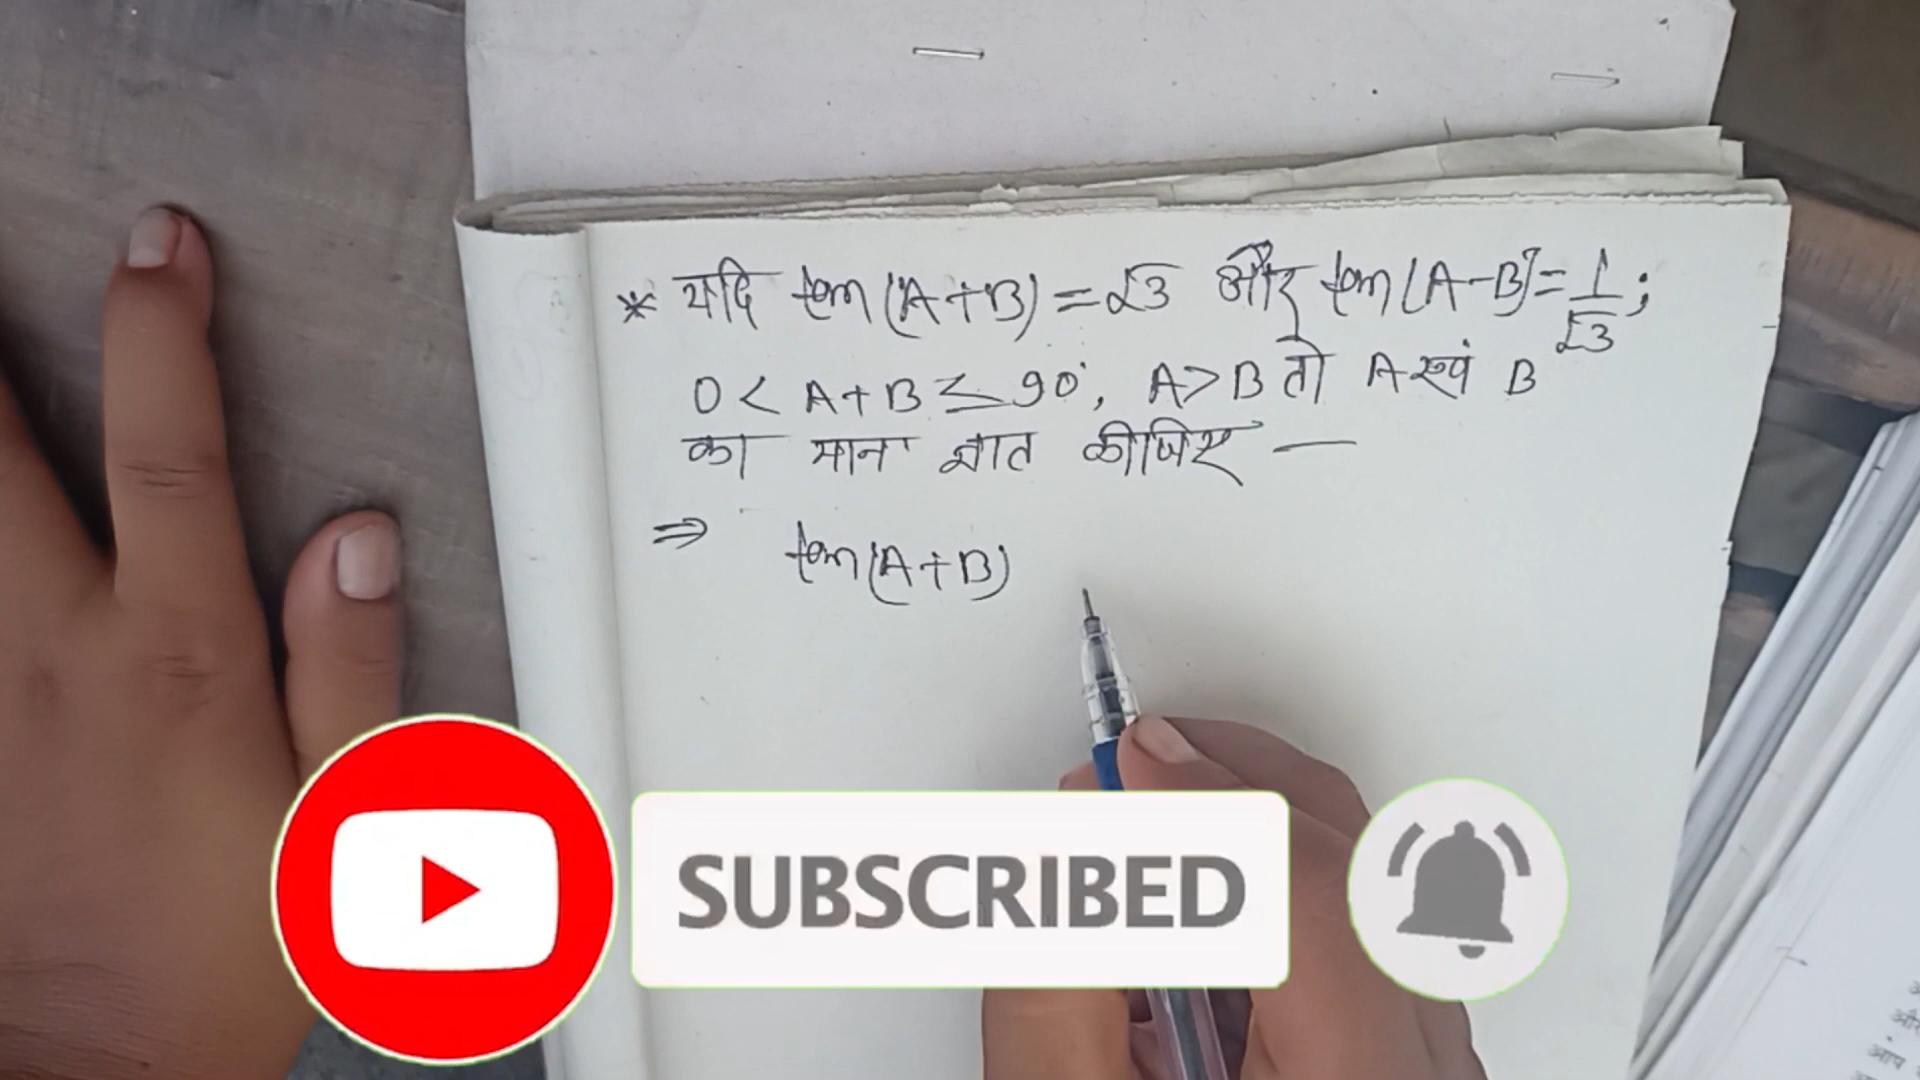 * यदि tan(A+B) = √3 और tan(A-B) = 1/√3 ;
0 < A+B ≤ 90°, A>B तो A एवं B
का मान ज्ञात कीजिए —
⇒ tan(A+B)
SUBSCRIBED